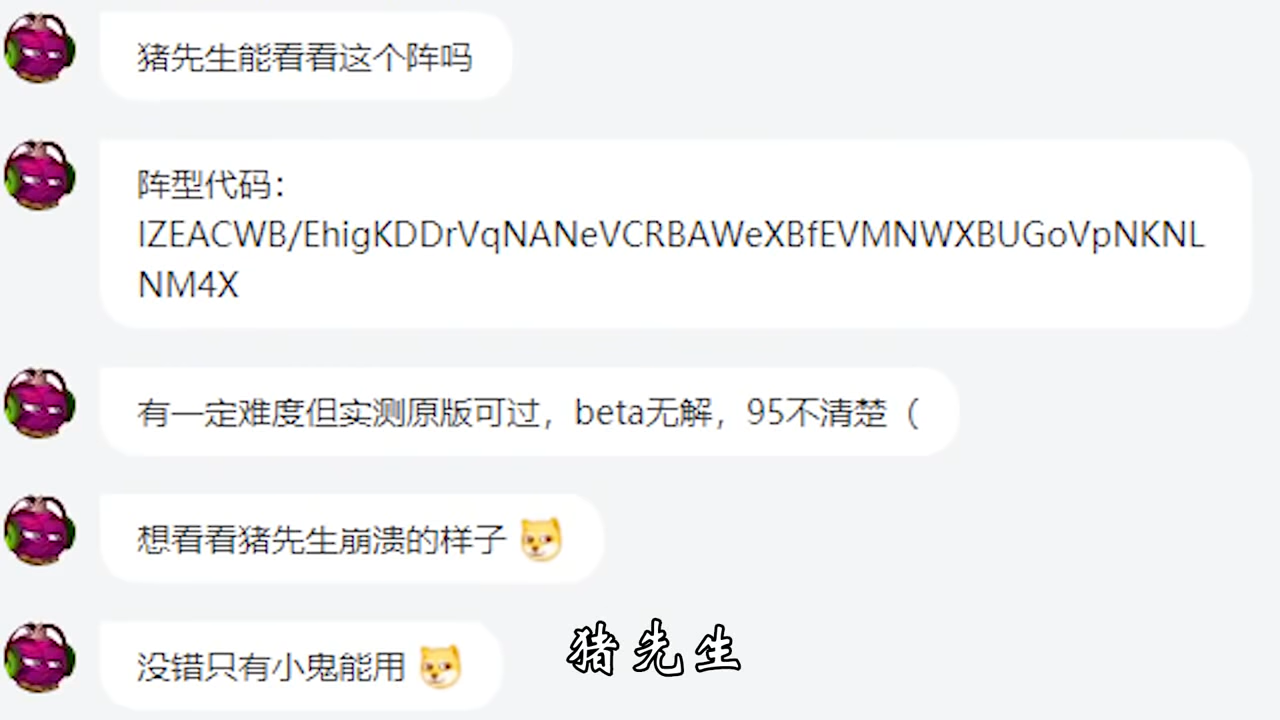 猪先生能看看这个阵吗
阵型代码：
IZEACWB/EhigKDDrVqNANeVCRBAWeXBfEVMNWXBUGoVpNKNL
NM4X
有一定难度但实测原版可过，beta无解，95不清楚（
想看看猪先生崩溃的样子
没错只有小鬼能用
猪先生